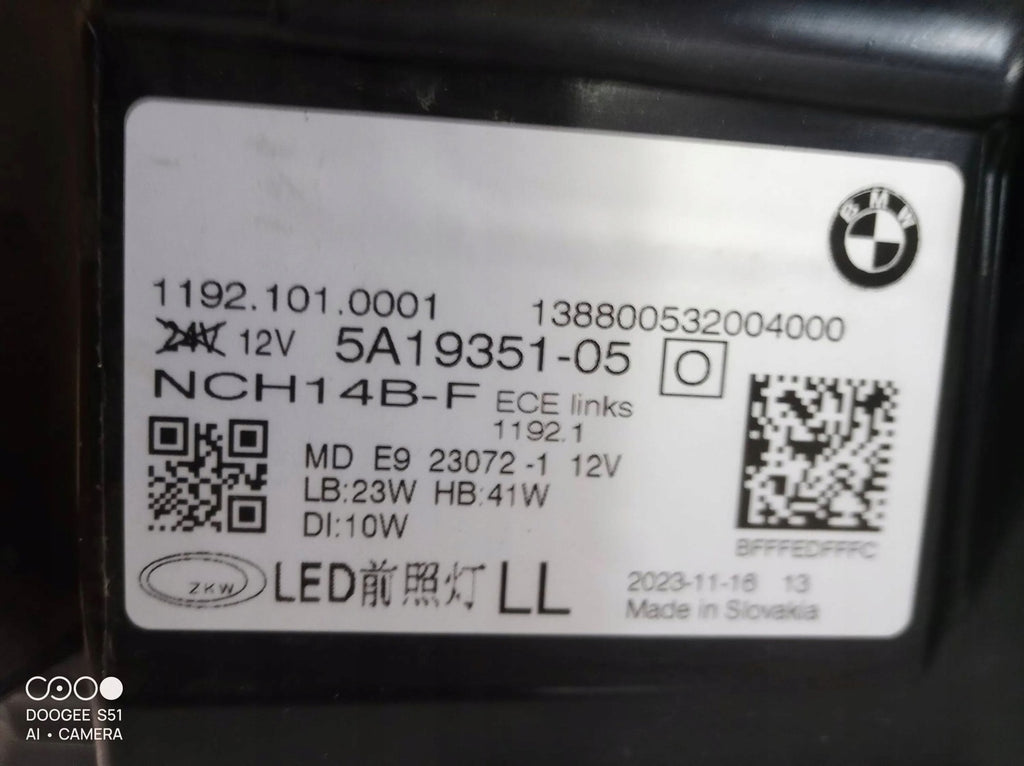 BMW
1192.101.0001 138800532004000
24V 12V 5A19351-05 O
NCH14B-F ECE links
1192.1
MD E9 23072 -1 12V
LB:23W HB:41W
DI:10W
BFFFEDFFFC
ZKW LED前照灯 LL
2023-11-16 13
Made in Slovakia
DOOGEE S51
AI • CAMERA